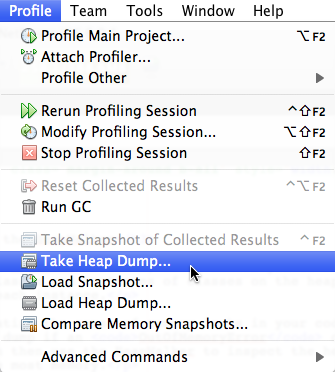 Profile Team Tools Window Help
Profile Main Project... ⌥F2
Attach Profiler...
Profile Other
Rerun Profiling Session ^⇧F2
Modify Profiling Session... ⌥⇧F2
Stop Profiling Session ⇧F2
Reset Collected Results ^⌥F2
Run GC
Take Snapshot of Collected Results ^F2
Take Heap Dump...
Load Snapshot...
Load Heap Dump...
Compare Memory Snapshots...
Advanced Commands